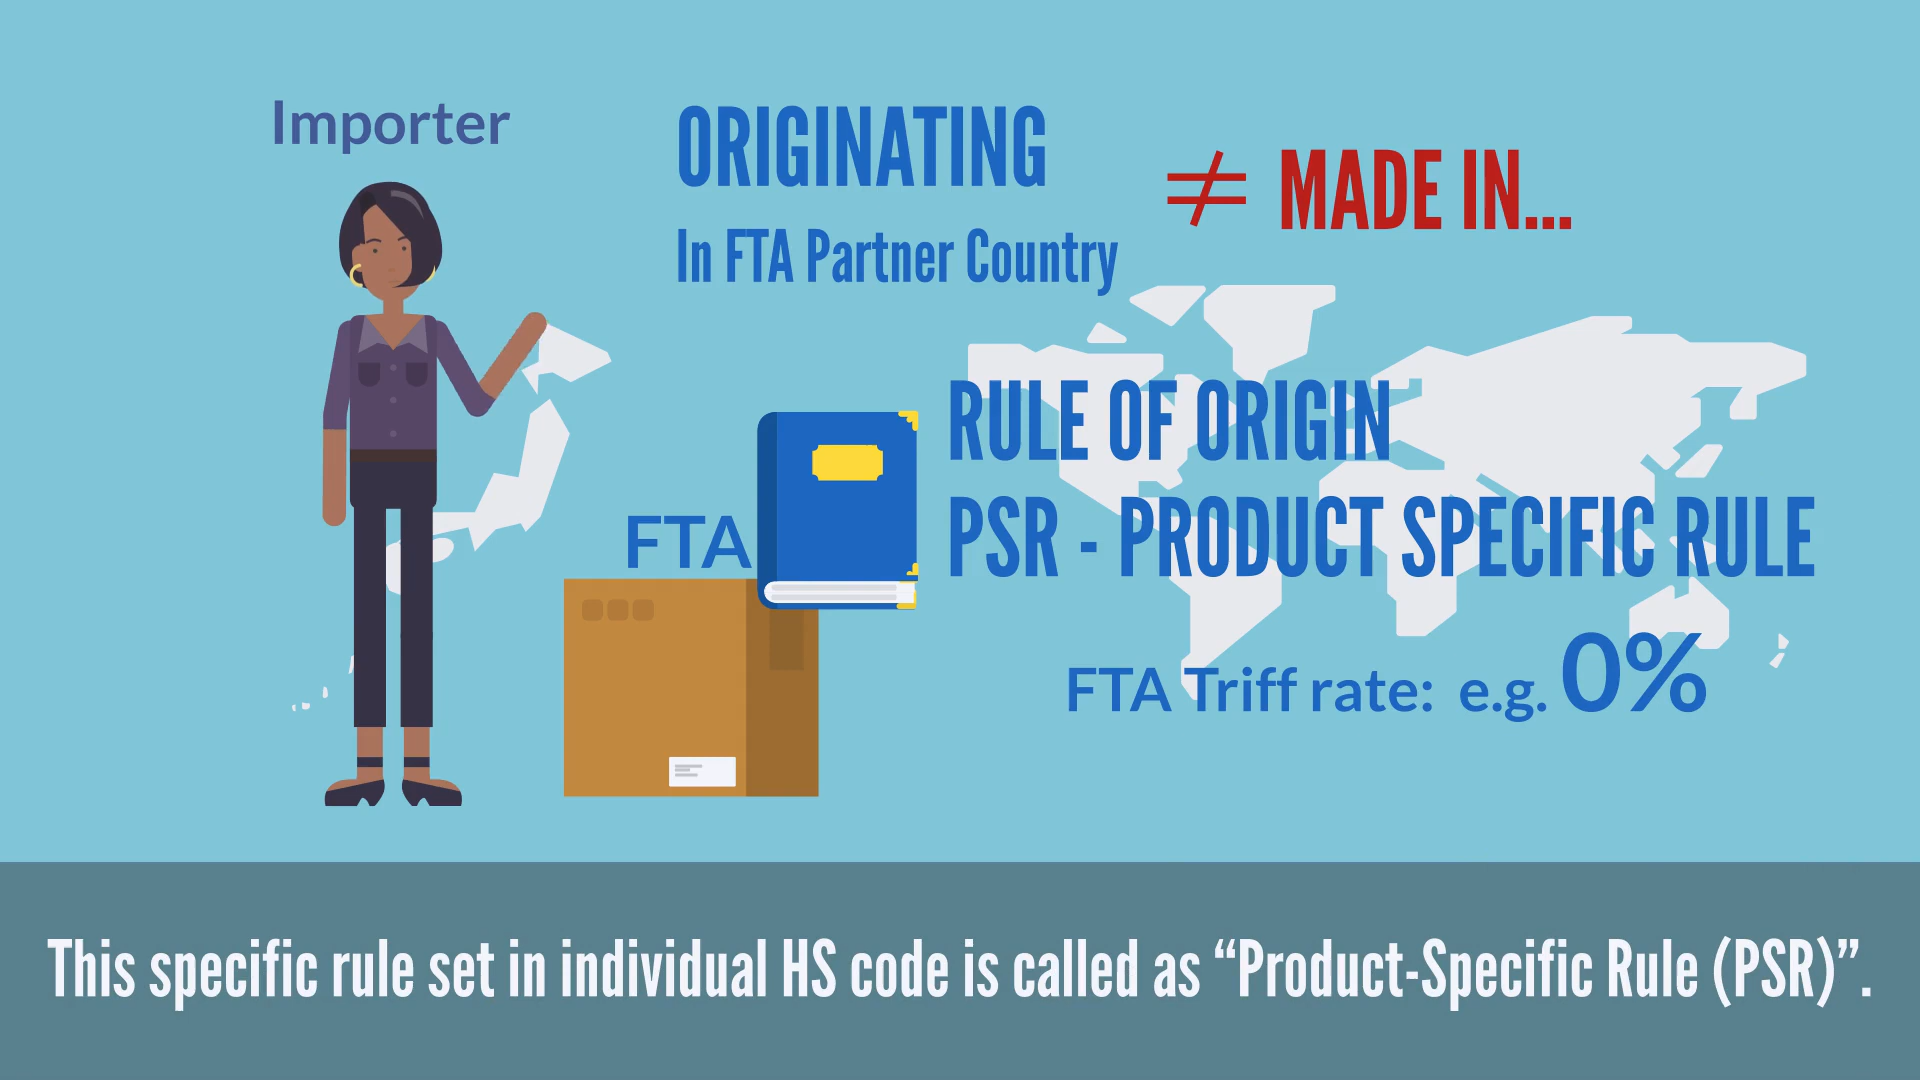 Importer
ORIGINATING
In FTA Partner Country
≠ MADE IN...
RULE OF ORIGIN
PSR - PRODUCT SPECIFIC RULE
FTA
FTA Triff rate: e.g. 0%
This specific rule set in individual HS code is called as “Product-Specific Rule (PSR)”.